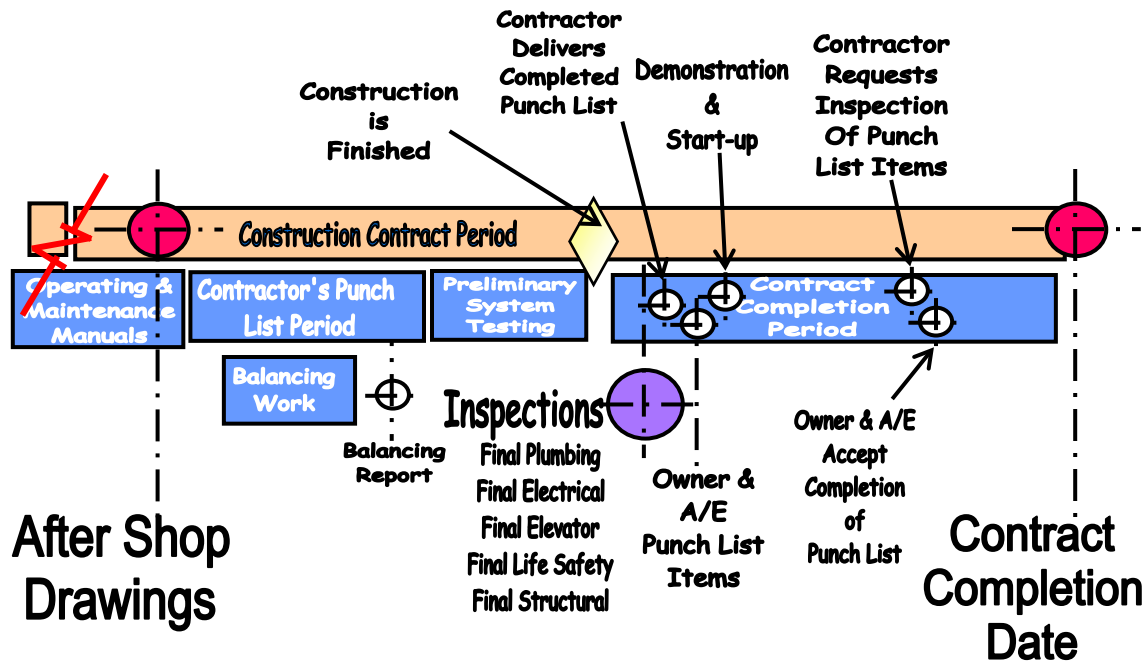 Contractor
Delivers
Completed
Punch List
Construction
is
Finished
Demonstration
&
Start-up
Contractor
Requests
Inspection
Of Punch
List Items
Construction Contract Period
Operating &
Maintenance
Manuals
Contractor's Punch
List Period
Preliminary
System
Testing
Contract
Completion
Period
Balancing
Work
Balancing
Report
Inspections
Final Plumbing
Final Electrical
Final Elevator
Final Life Safety
Final Structural
Owner &
A/E
Punch List
Items
Owner & A/E
Accept
Completion
of
Punch List
After Shop
Drawings
Contract
Completion
Date